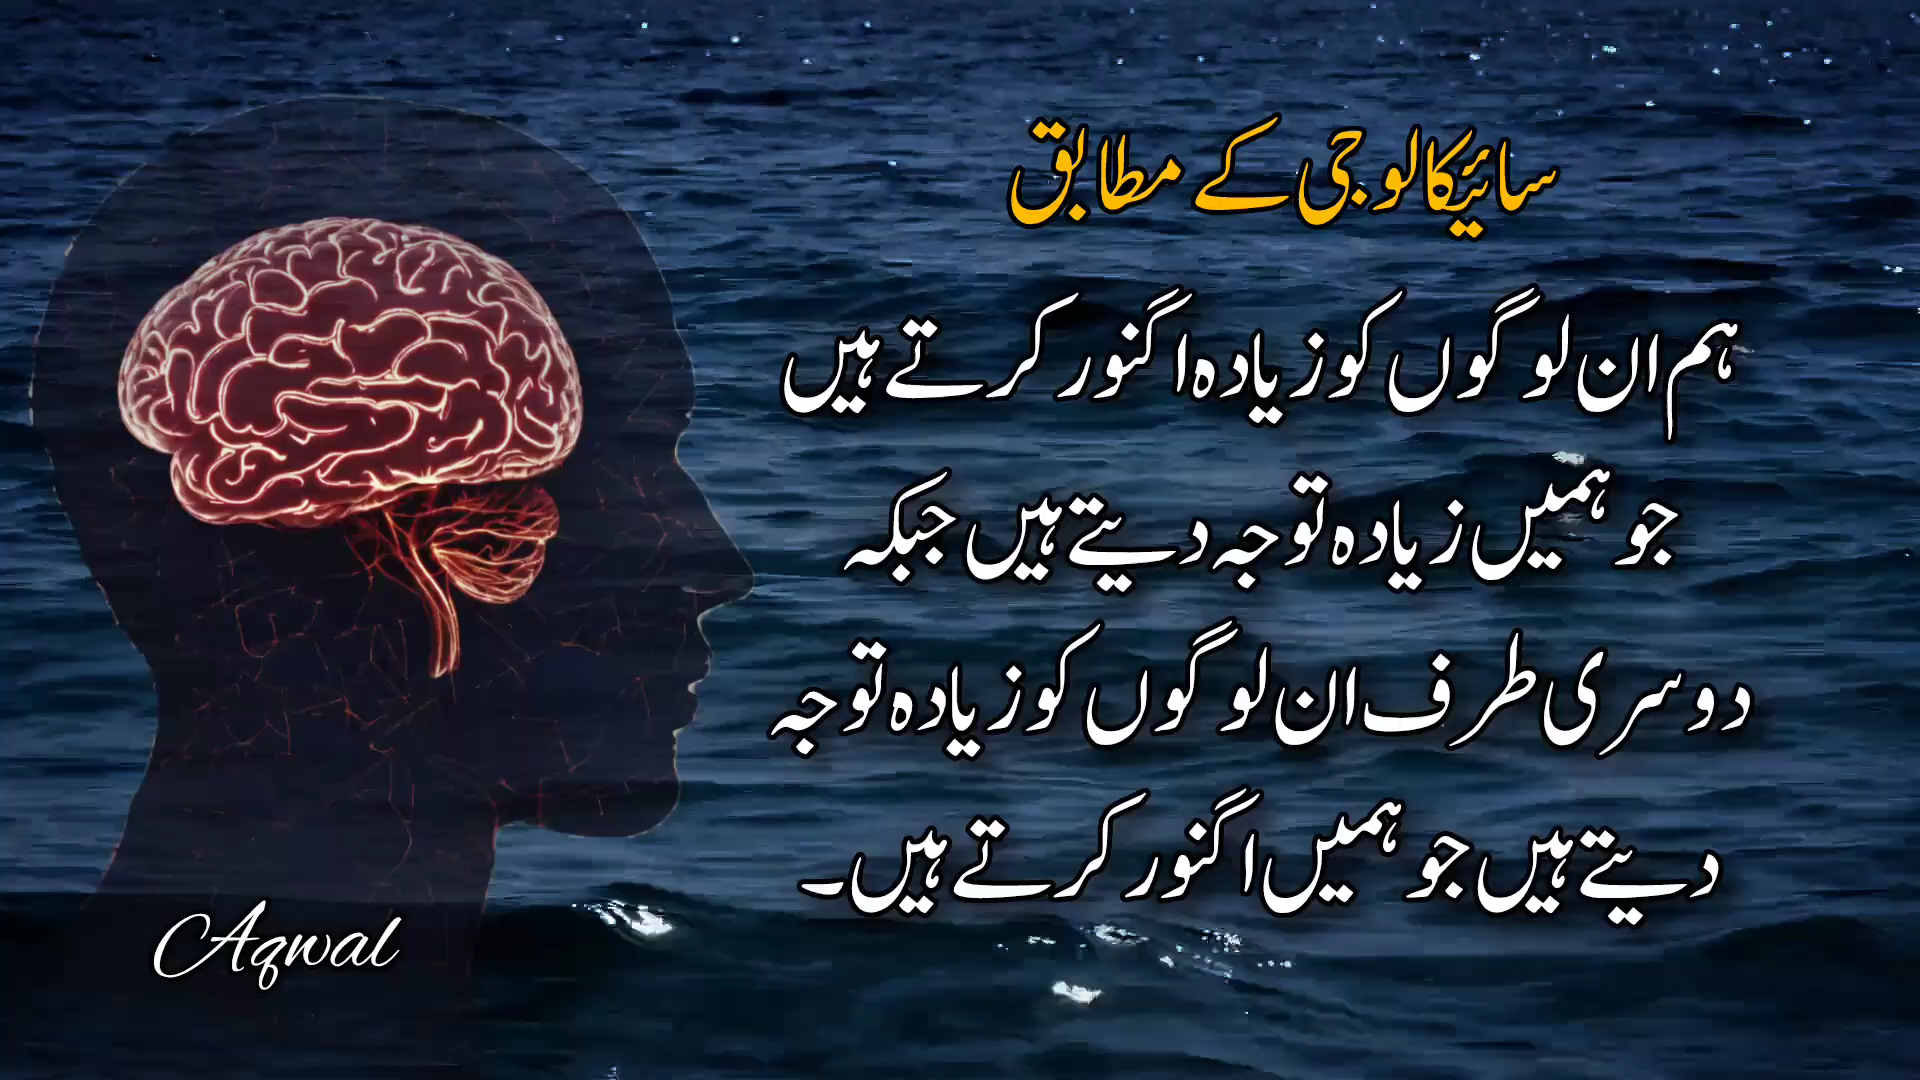 سائیکالوجی کے مطابق
ہم ان لوگوں کو زیادہ اگنور کرتے ہیں
جو ہمیں زیادہ توجہ دیتے ہیں جبکہ
دوسری طرف ان لوگوں کو زیادہ توجہ
دیتے ہیں جو ہمیں اگنور کرتے ہیں۔
Aqwal